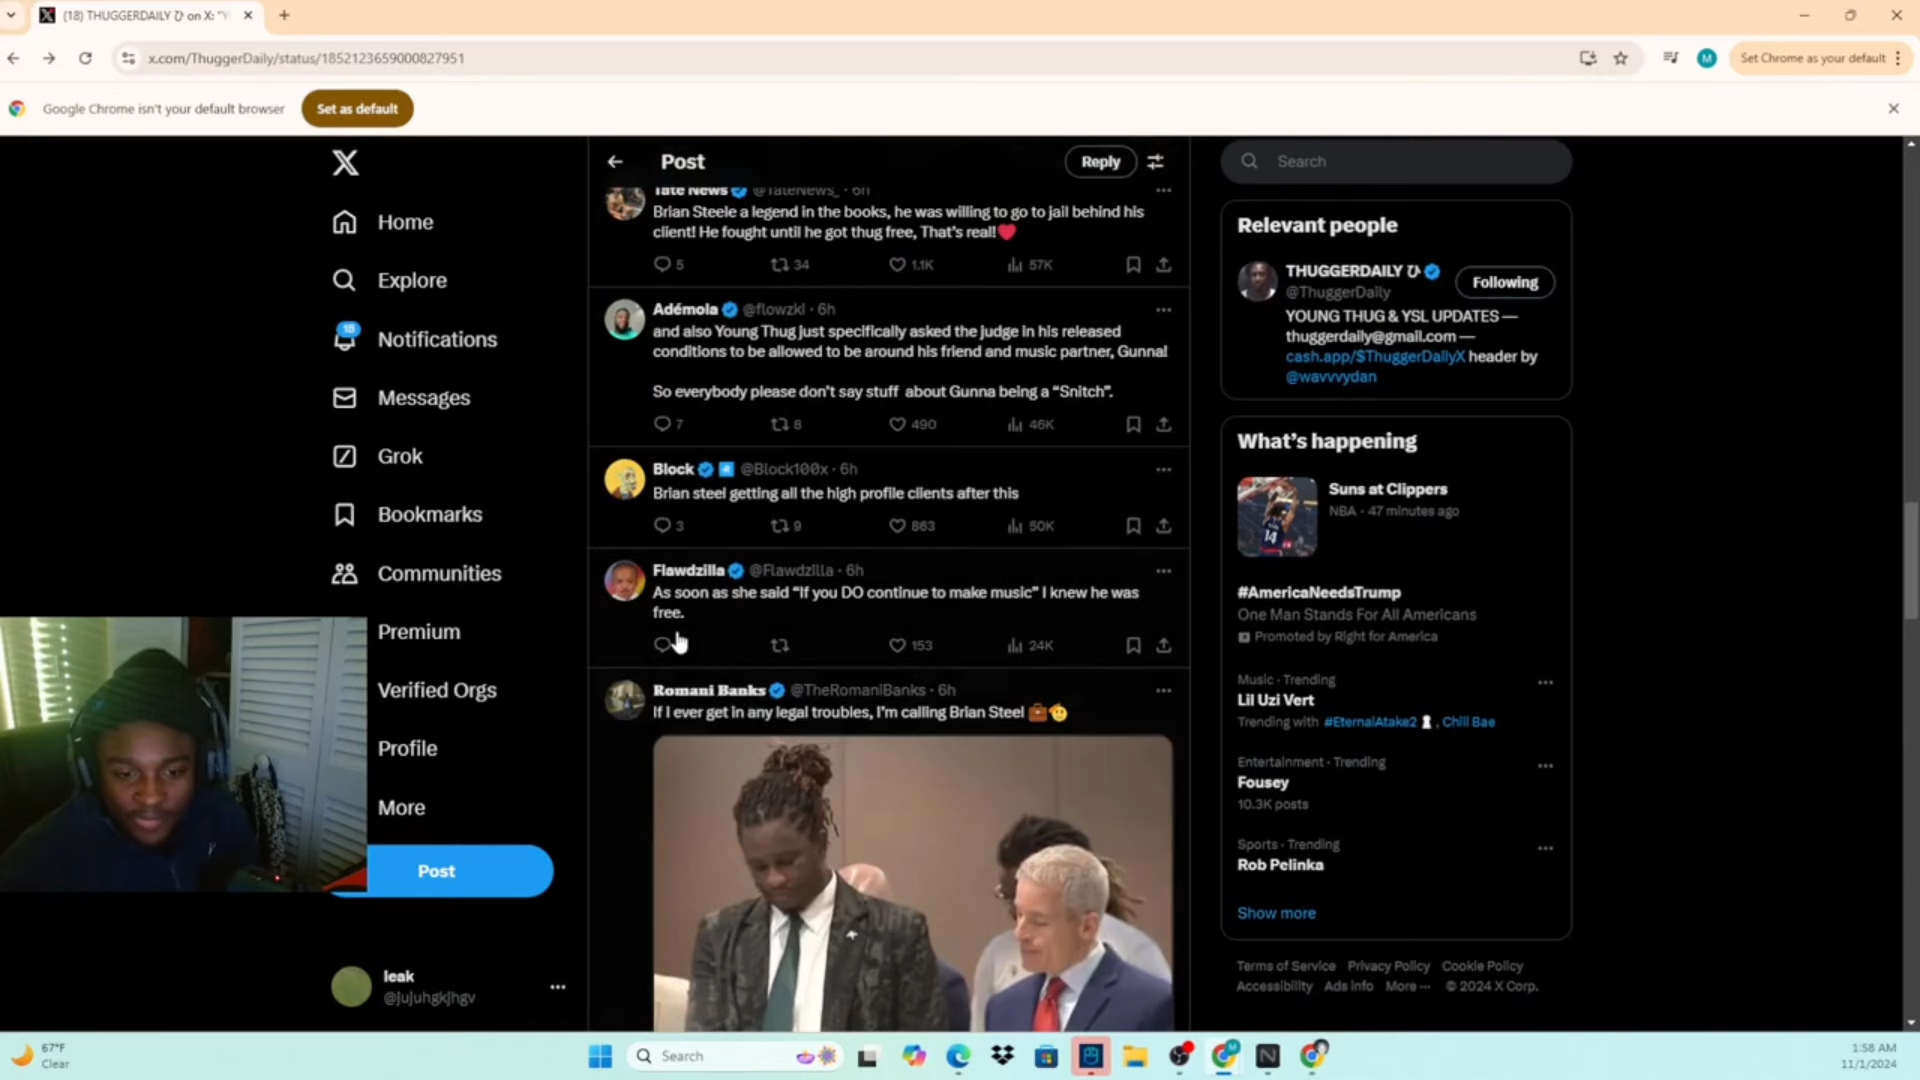 (18) THUGGERDAILY ひ on X: "Y
x.com/ThuggerDaily/status/1852123659000827951
M
Set Chrome as your default
Google Chrome isn't your default browser
Set as default
Home
Explore
18
Notifications
Messages
Grok
Bookmarks
Communities
Premium
Verified Orgs
Profile
More
Post
leak
@jujuhgkjhgv
Post
Reply
Tate News @TateNews_ · 6h
Brian Steele a legend in the books, he was willing to go to jail behind his
client! He fought until he got thug free, That's real!❤️
5 34 1.1K 57K
Adémola @flowzki · 6h
and also Young Thug just specifically asked the judge in his released
conditions to be allowed to be around his friend and music partner, Gunna!
So everybody please don't say stuff about Gunna being a "Snitch".
7 8 490 46K
Block @Block100x · 6h
Brian steel getting all the high profile clients after this
3 9 863 50K
Flawdzilla @Flawdzilla · 6h
As soon as she said "If you DO continue to make music" I knew he was
free.
153 24K
Romani Banks @TheRomaniBanks · 6h
If I ever get in any legal troubles, I'm calling Brian Steel 💼🫡
Search
Relevant people
THUGGERDAILY ひ
Following
@ThuggerDaily
YOUNG THUG & YSL UPDATES —
thuggerdaily@gmail.com —
cash.app/$ThuggerDailyX header by
@wavvvydan
What's happening
Suns at Clippers
NBA · 47 minutes ago
14
#AmericaNeedsTrump
One Man Stands For All Americans
Promoted by Right for America
Music · Trending
Lil Uzi Vert
Trending with #EternalAtake2 , Chill Bae
Entertainment · Trending
Fousey
10.3K posts
Sports · Trending
Rob Pelinka
Show more
Terms of Service Privacy Policy Cookie Policy
Accessibility Ads info More ··· © 2024 X Corp.
67°F
Clear
Search
1:58 AM
11/1/2024